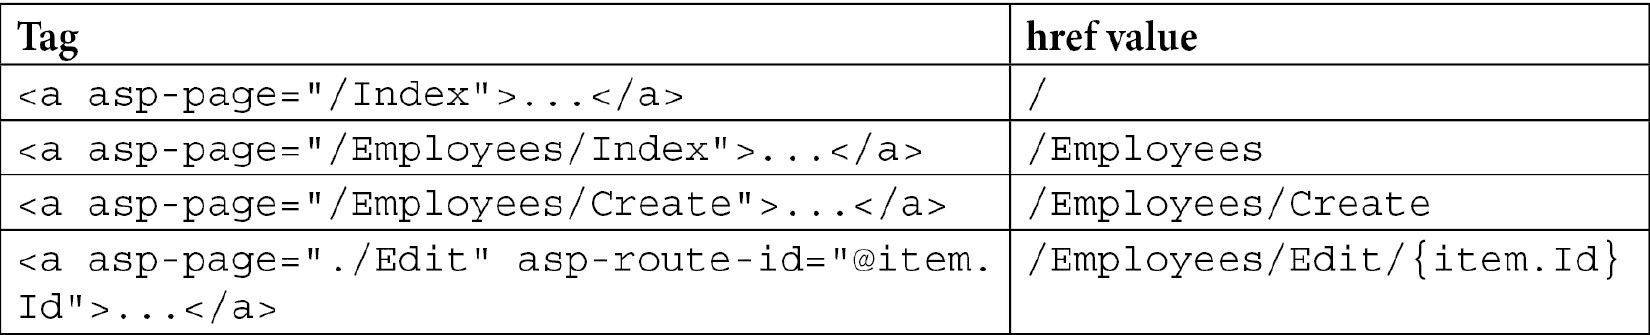 Tag href value
<a asp-page="/Index">...</a> /
<a asp-page="/Employees/Index">...</a> /Employees
<a asp-page="/Employees/Create">...</a> /Employees/Create
<a asp-page="./Edit" asp-route-id="@item. /Employees/Edit/{item.Id}
Id">...</a>